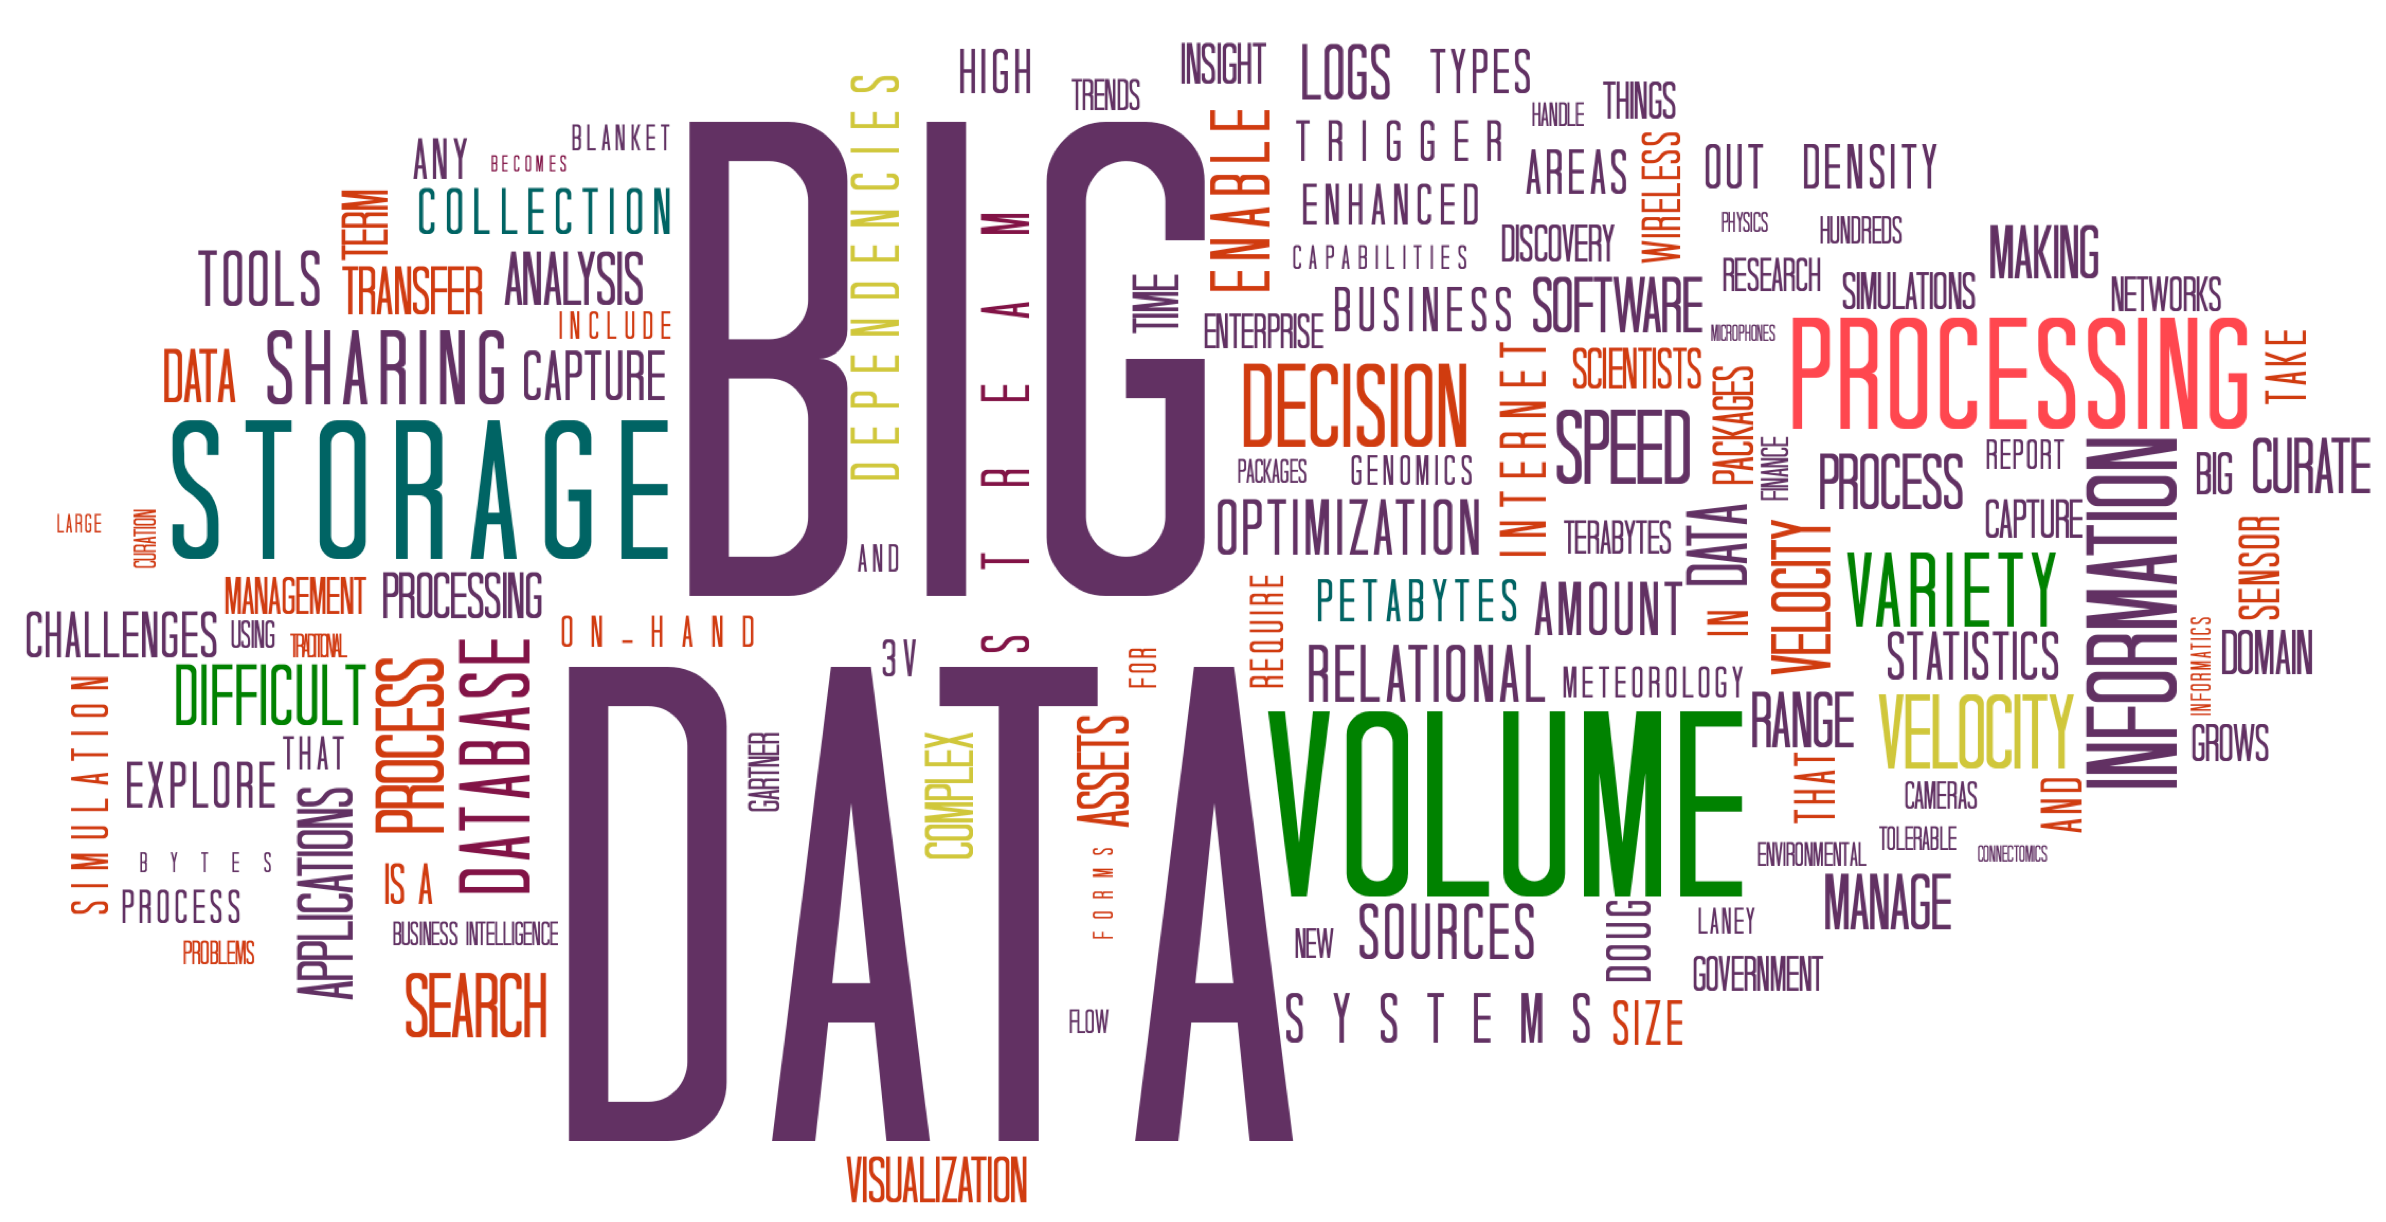 HIGH
TRENDS
INSIGHT
LOGS
TYPES
HANDLE
THINGS
DEPENDENCIES
BLANKET
ANY
BECOMES
COLLECTION
TERM
TOOLS
TRANSFER
ANALYSIS
INCLUDE
DATA
SHARING
CAPTURE
STORAGE
LARGE
CURATION
BIG
STREAM
TIME
AND
ENABLE
TRIGGER
ENHANCED
CAPABILITIES
AREAS
WIRELESS
DISCOVERY
OUT
DENSITY
PHYSICS
HUNDREDS
RESEARCH
SIMULATIONS
MAKING
NETWORKS
ENTERPRISE
BUSINESS
SOFTWARE
MICROPHONES
PROCESSING
TAKE
DECISION
INTERNET
SCIENTISTS
PACKAGES
SPEED
PACKAGES
GENOMICS
FINANCE
PROCESS
REPORT
INFORMATION
BIG
CURATE
OPTIMIZATION
TERABYTES
IN DATA
VELOCITY
CAPTURE
SENSOR
MANAGEMENT
PROCESSING
CHALLENGES
USING
TRADITIONAL
ON-HAND
DIFFICULT
PROCESS
DATABASE
SIMULATION
THAT
EXPLORE
APPLICATIONS
BYTES
PROCESS
PROBLEMS
IS A
BUSINESS INTELLIGENCE
SEARCH
3V
DATA
GARTNER
COMPLEX
FOR
ASSETS
FORMS
FLOW
REQUIRE
PETABYTES
AMOUNT
VARIETY
RELATIONAL
METEOROLOGY
STATISTICS
INFORMATICS
DOMAIN
VOLUME
RANGE
VELOCITY
GROWS
THAT
CAMERAS
AND
TOLERABLE
ENVIRONMENTAL
CONNECTOMICS
MANAGE
NEW
SOURCES
DOUG
LANEY
GOVERNMENT
SYSTEMS
SIZE
VISUALIZATION